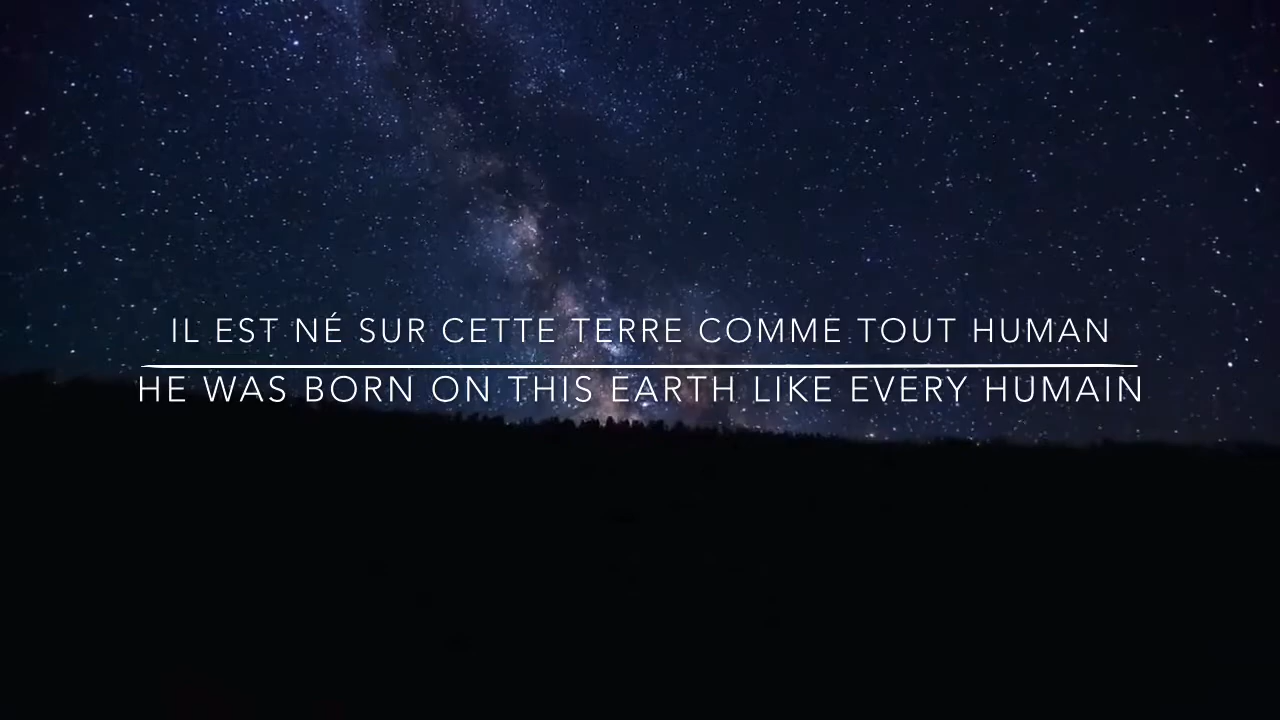 IL EST NÉ SUR CETTE TERRE COMME TOUT HUMAN
HE WAS BORN ON THIS EARTH LIKE EVERY HUMAIN